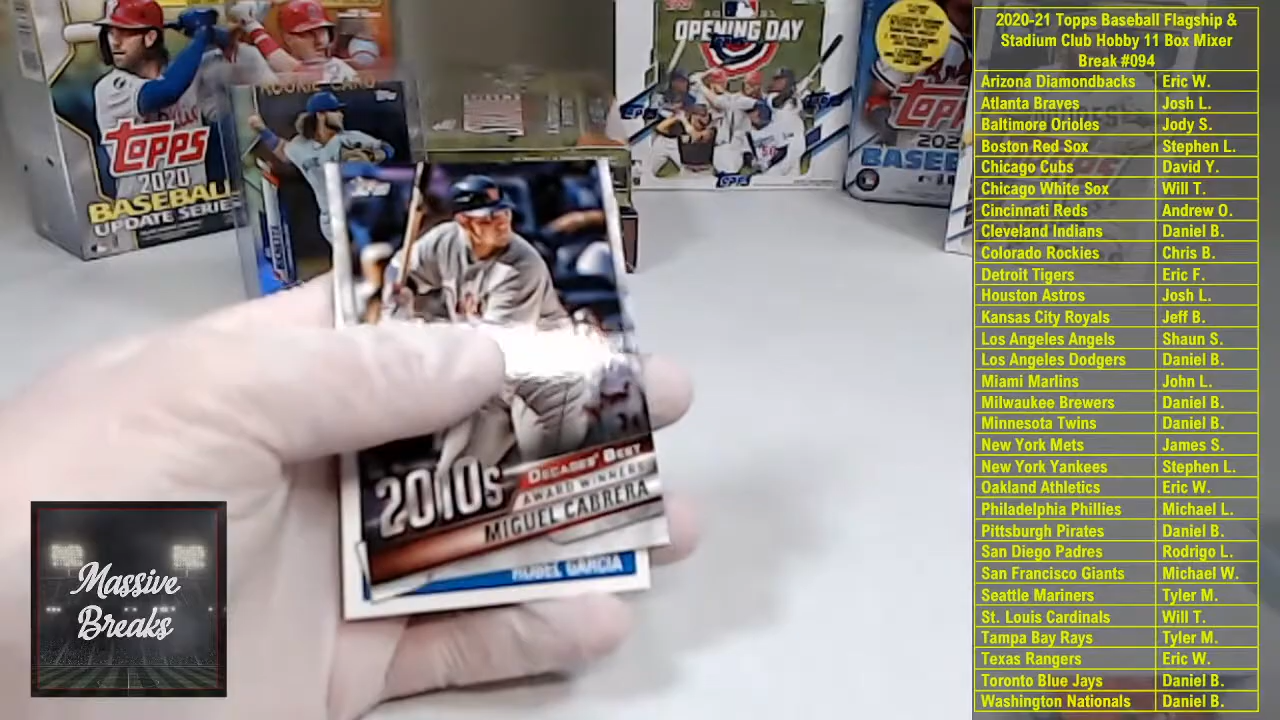 TOPPS
2020
BASEBALL
UPDATE SERIES
ROOKIE CARD
topps
OPENING DAY
TOPPS
2010s
DECADES' BEST
AWARD WINNERS
MIGUEL CABRERA
ROBEL GARCIA
Massive
Breaks
2020-21 Topps Baseball Flagship &
Stadium Club Hobby 11 Box Mixer
Break #094
Arizona Diamondbacks Eric W.
Atlanta Braves Josh L.
Baltimore Orioles Jody S.
Boston Red Sox Stephen L.
Chicago Cubs David Y.
Chicago White Sox Will T.
Cincinnati Reds Andrew O.
Cleveland Indians Daniel B.
Colorado Rockies Chris B.
Detroit Tigers Eric F.
Houston Astros Josh L.
Kansas City Royals Jeff B.
Los Angeles Angels Shaun S.
Los Angeles Dodgers Daniel B.
Miami Marlins John L.
Milwaukee Brewers Daniel B.
Minnesota Twins Daniel B.
New York Mets James S.
New York Yankees Stephen L.
Oakland Athletics Eric W.
Philadelphia Phillies Michael L.
Pittsburgh Pirates Daniel B.
San Diego Padres Rodrigo L.
San Francisco Giants Michael W.
Seattle Mariners Tyler M.
St. Louis Cardinals Will T.
Tampa Bay Rays Tyler M.
Texas Rangers Eric W.
Toronto Blue Jays Daniel B.
Washington Nationals Daniel B.